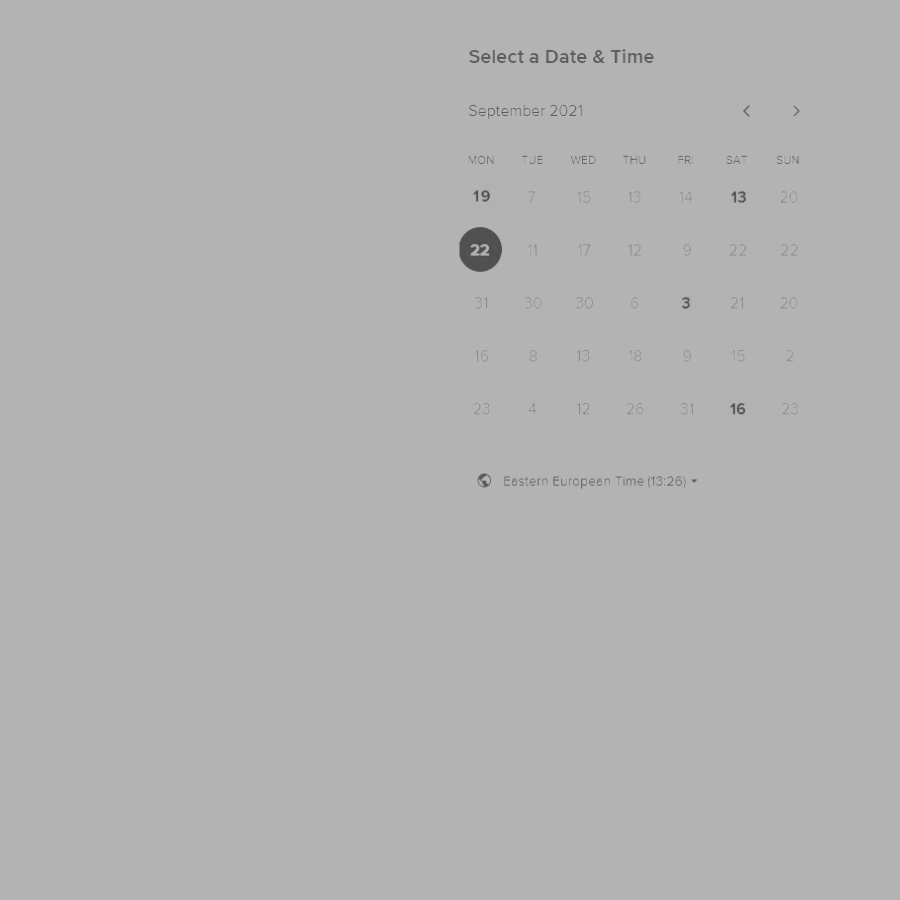 Select a Date & Time
September 2021
MON TUE WED THU FRI SAT SUN
19 7 15 13 14 13 20
22 11 17 12 9 22 22
31 30 30 6 3 21 20
16 8 13 18 9 15 2
23 4 12 26 31 16 23
Eastern European Time (13:26)